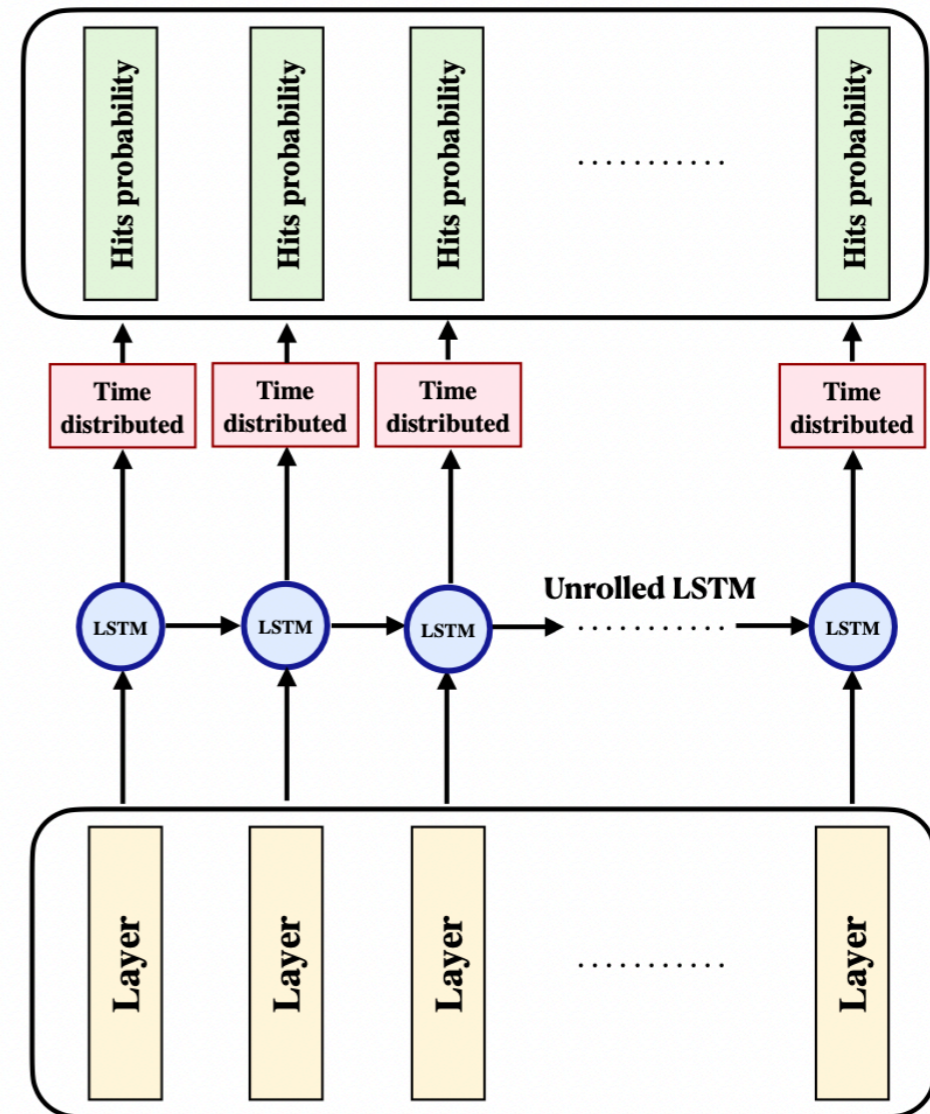 Hits probability
Hits probability
Hits probability
...........
Hits probability
Time
distributed
Time
distributed
Time
distributed
Time
distributed
Unrolled LSTM
LSTM
LSTM
LSTM
...........
LSTM
Layer
Layer
Layer
...........
Layer